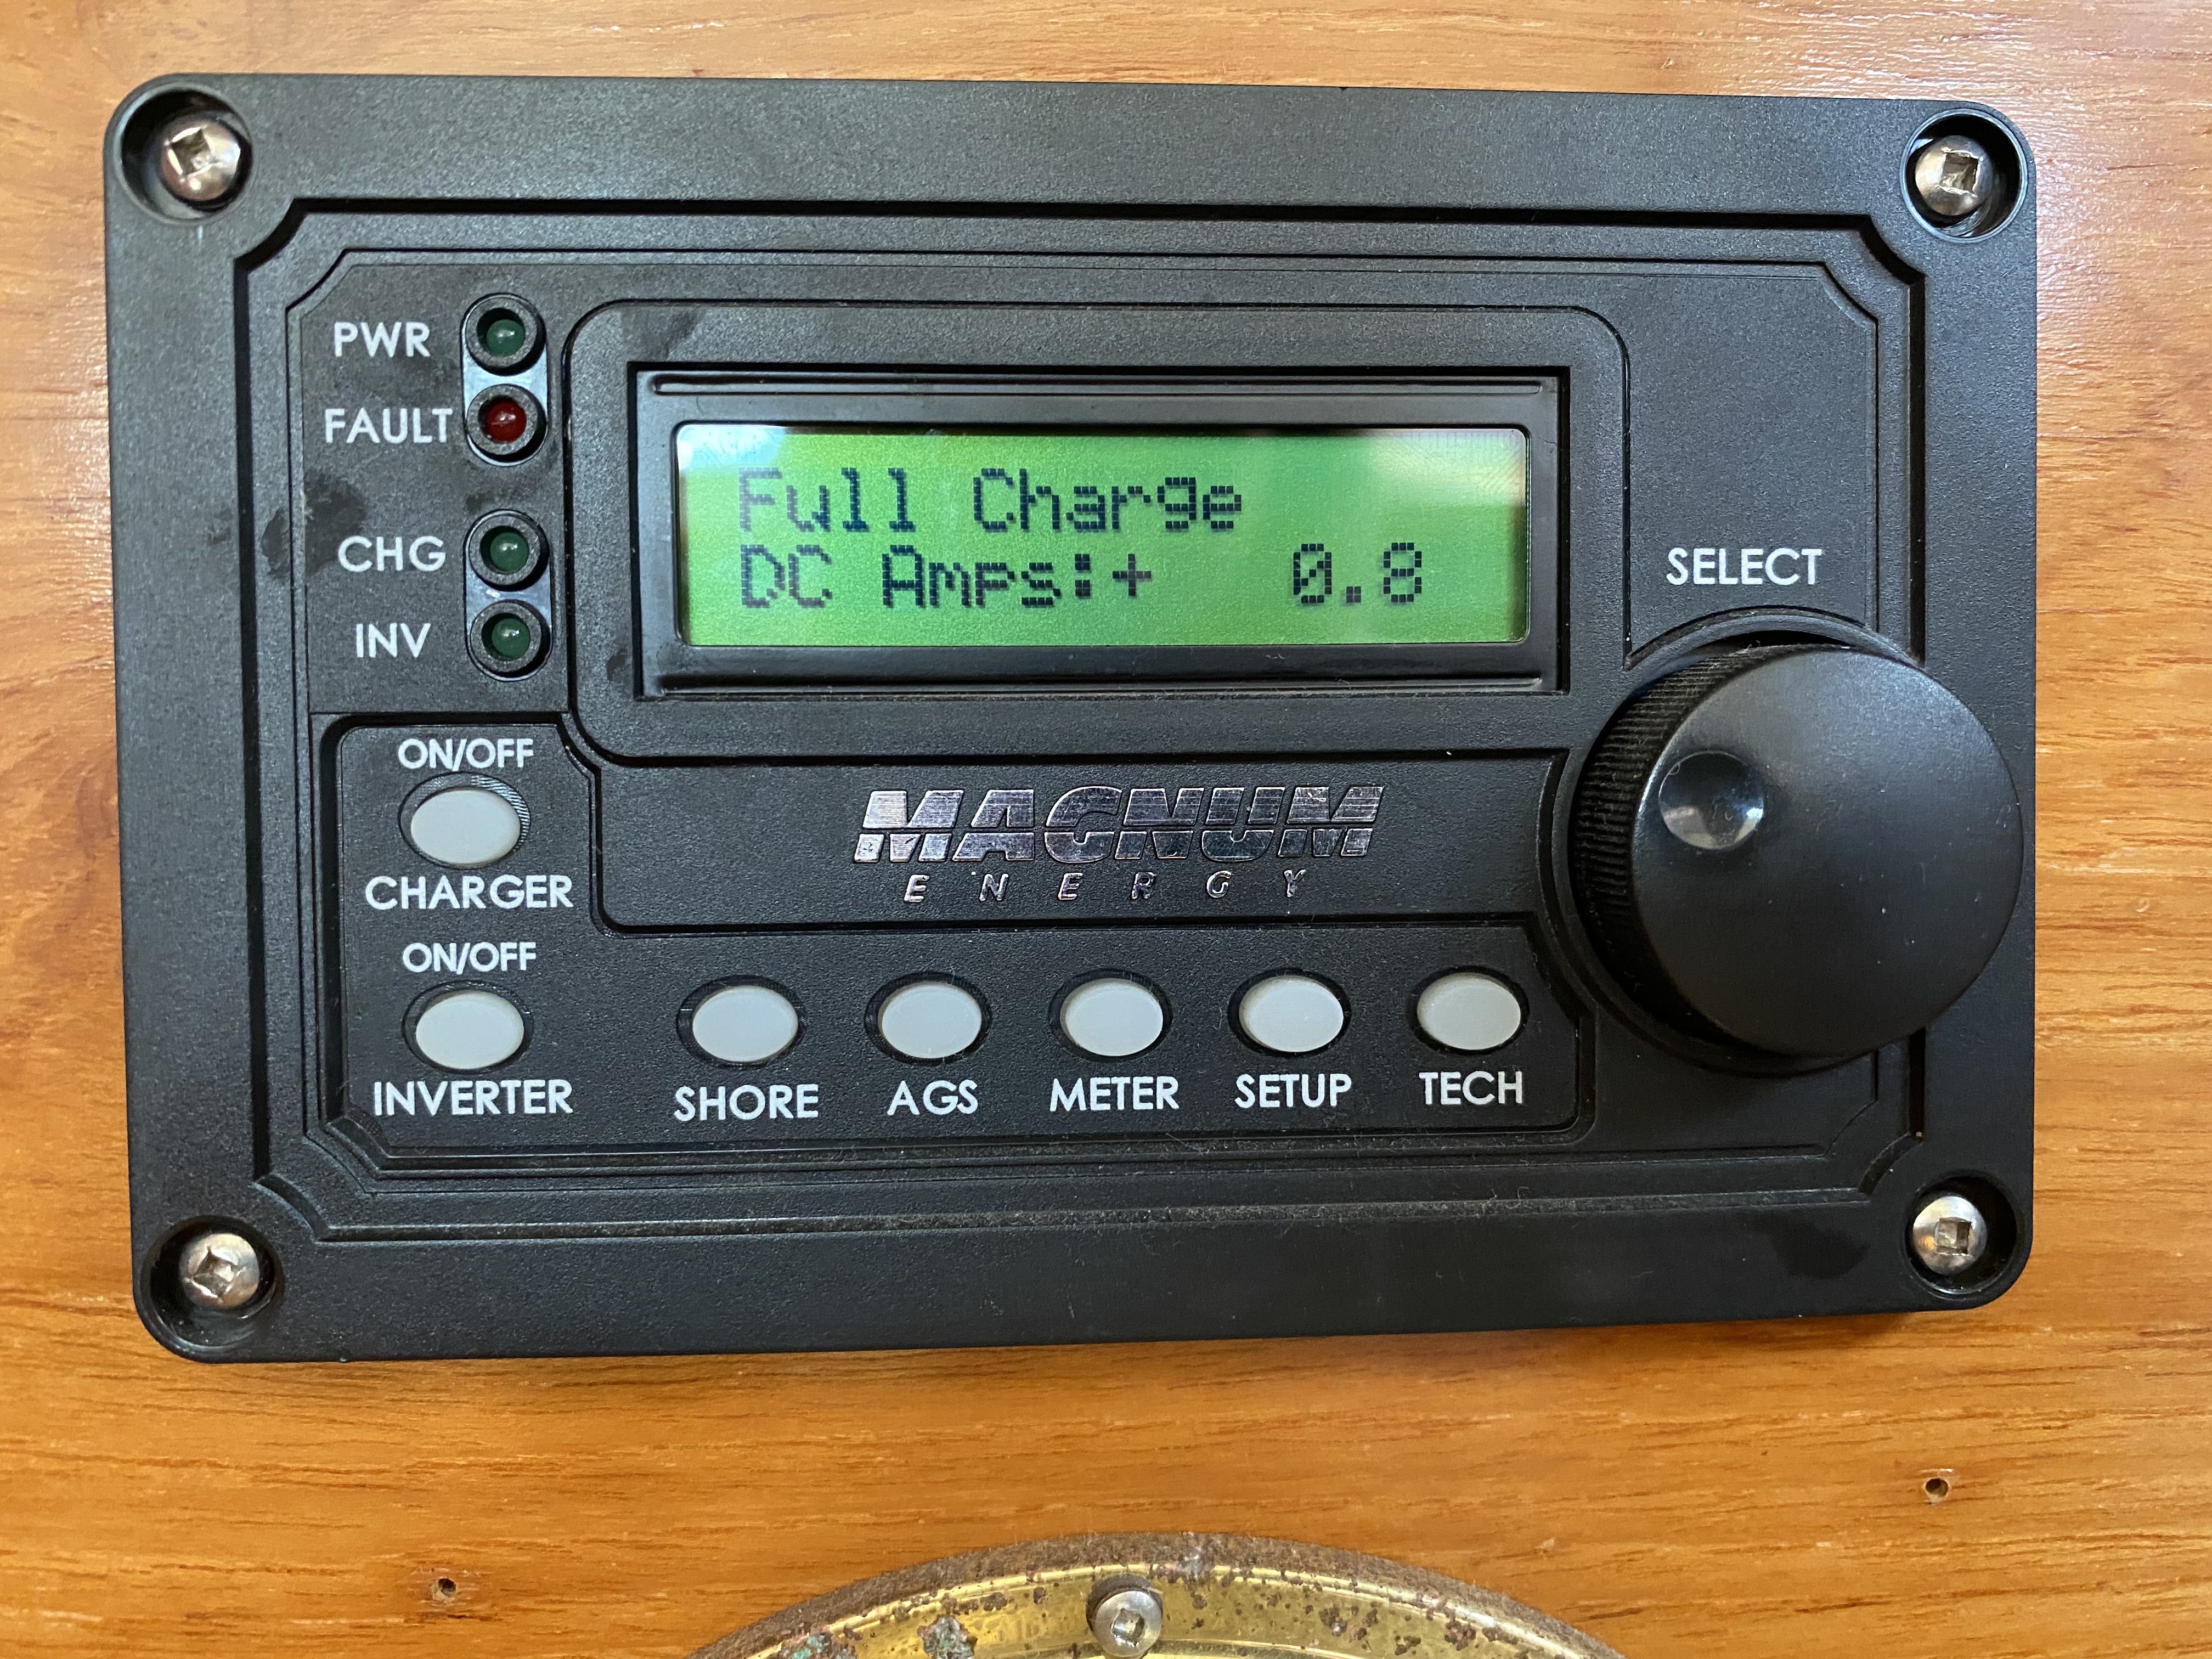 PWR
FAULT
CHG
INV
Full Charge
DC Amps:+ 0.8
SELECT
ON/OFF
CHARGER
ON/OFF
INVERTER
MAGNUM
ENERGY
SHORE
AGS
METER
SETUP
TECH